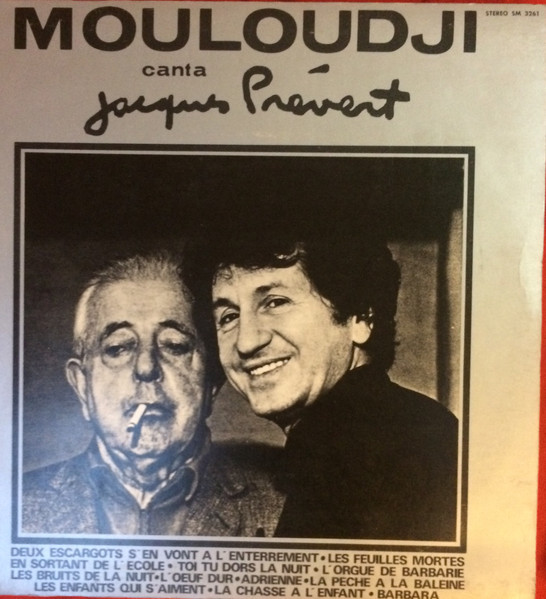 MOULOUDJI
STEREO SM 3261
canta
Jacques Prévert
DEUX ESCARGOTS S'EN VONT A L'ENTERREMENT • LES FEUILLES MORTES
EN SORTANT DE L'ECOLE • TOI TU DORS LA NUIT • L'ORGUE DE BARBARIE
LES BRUITS DE LA NUIT • L'OEUF DUR • ADRIENNE • LA PECHE A LA BALEINE
LES ENFANTS QUI S'AIMENT • LA CHASSE A L'ENFANT • BARBARA